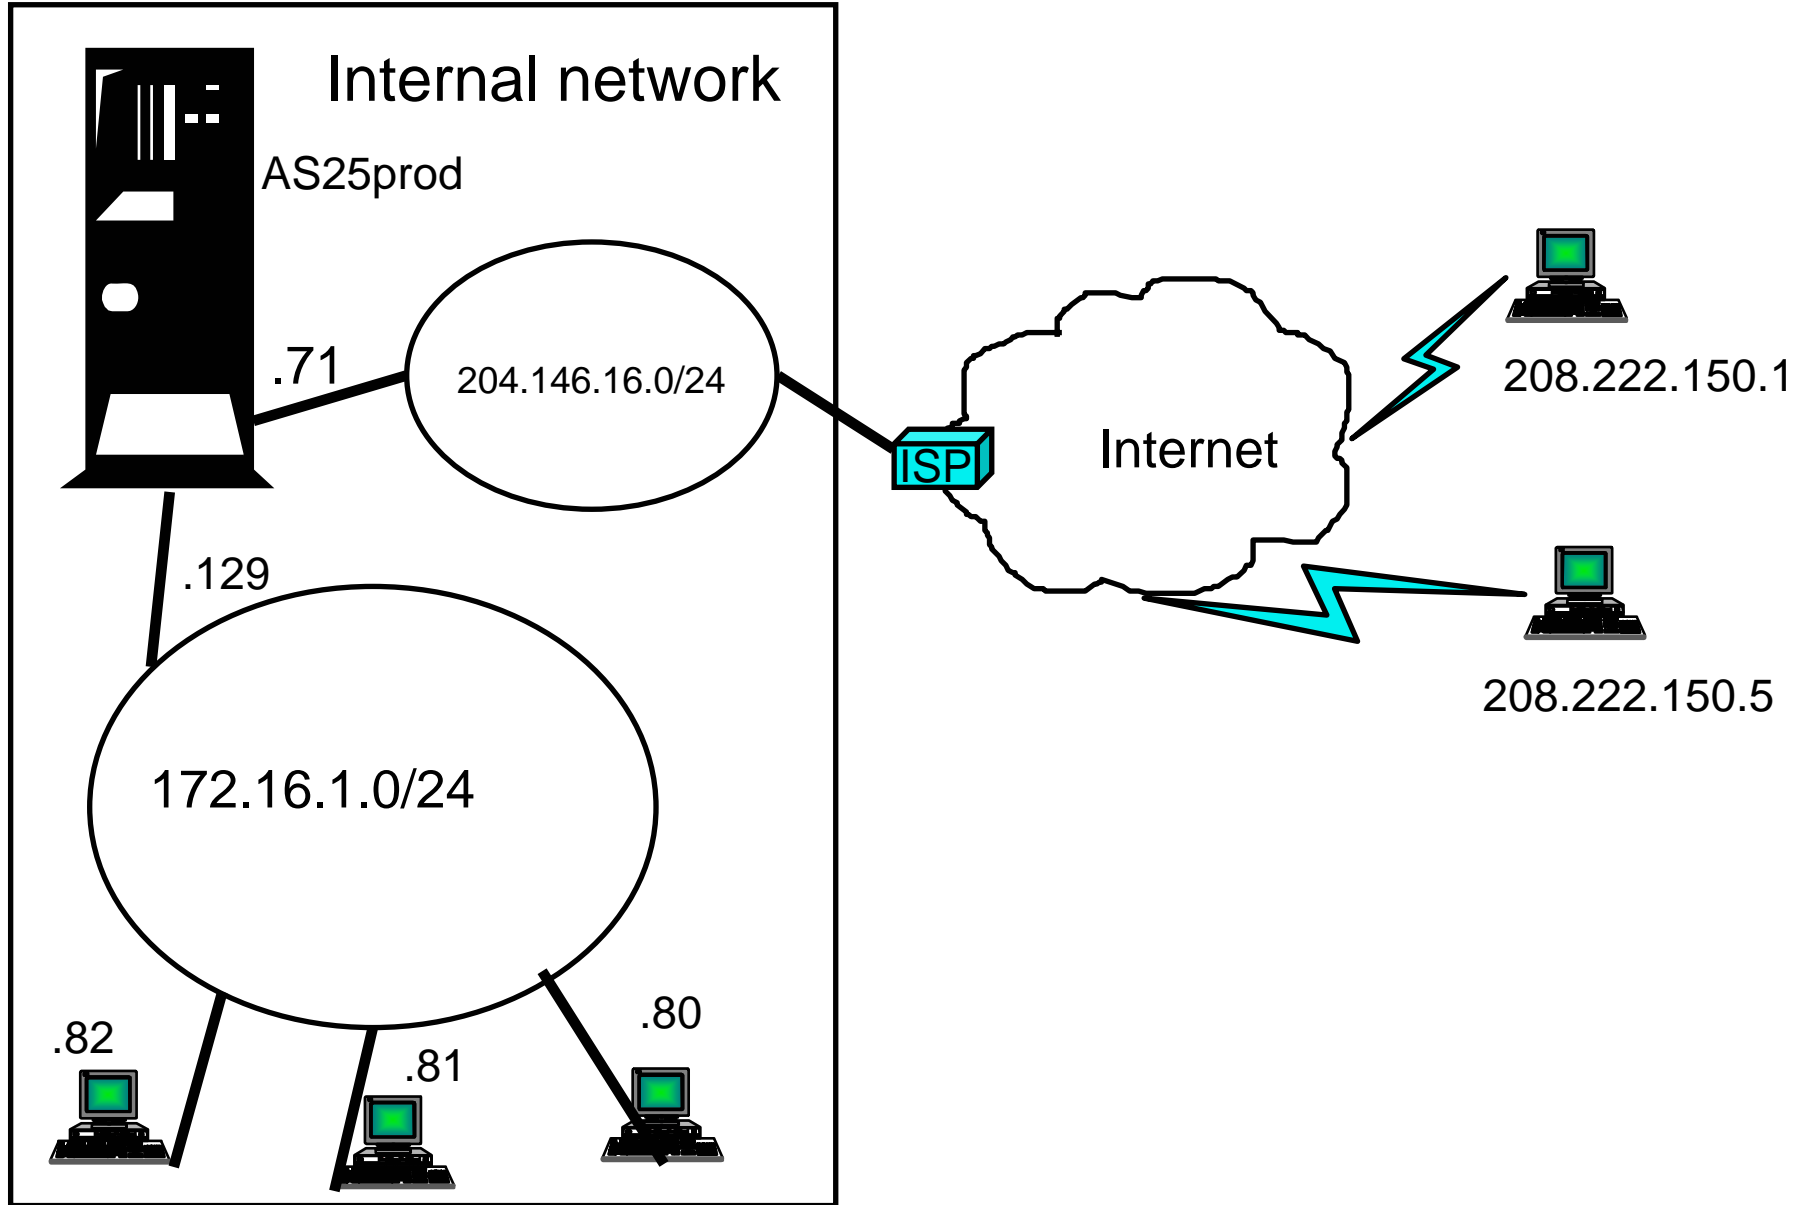 Internal network
AS25prod
.71
204.146.16.0/24
ISP
Internet
208.222.150.1
208.222.150.5
.129
172.16.1.0/24
.82
.81
.80